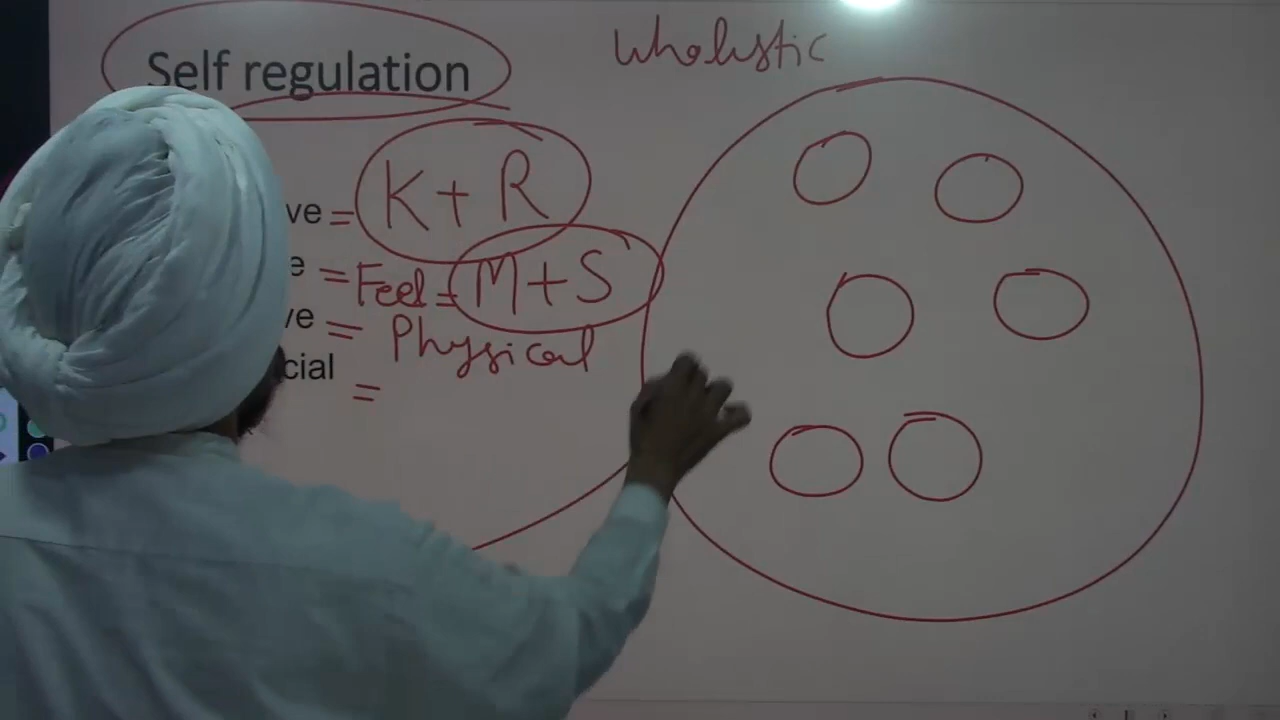 Self regulation
Wholistic
ve = K + R
e = Feel = M + S
ve = Physical
cial =